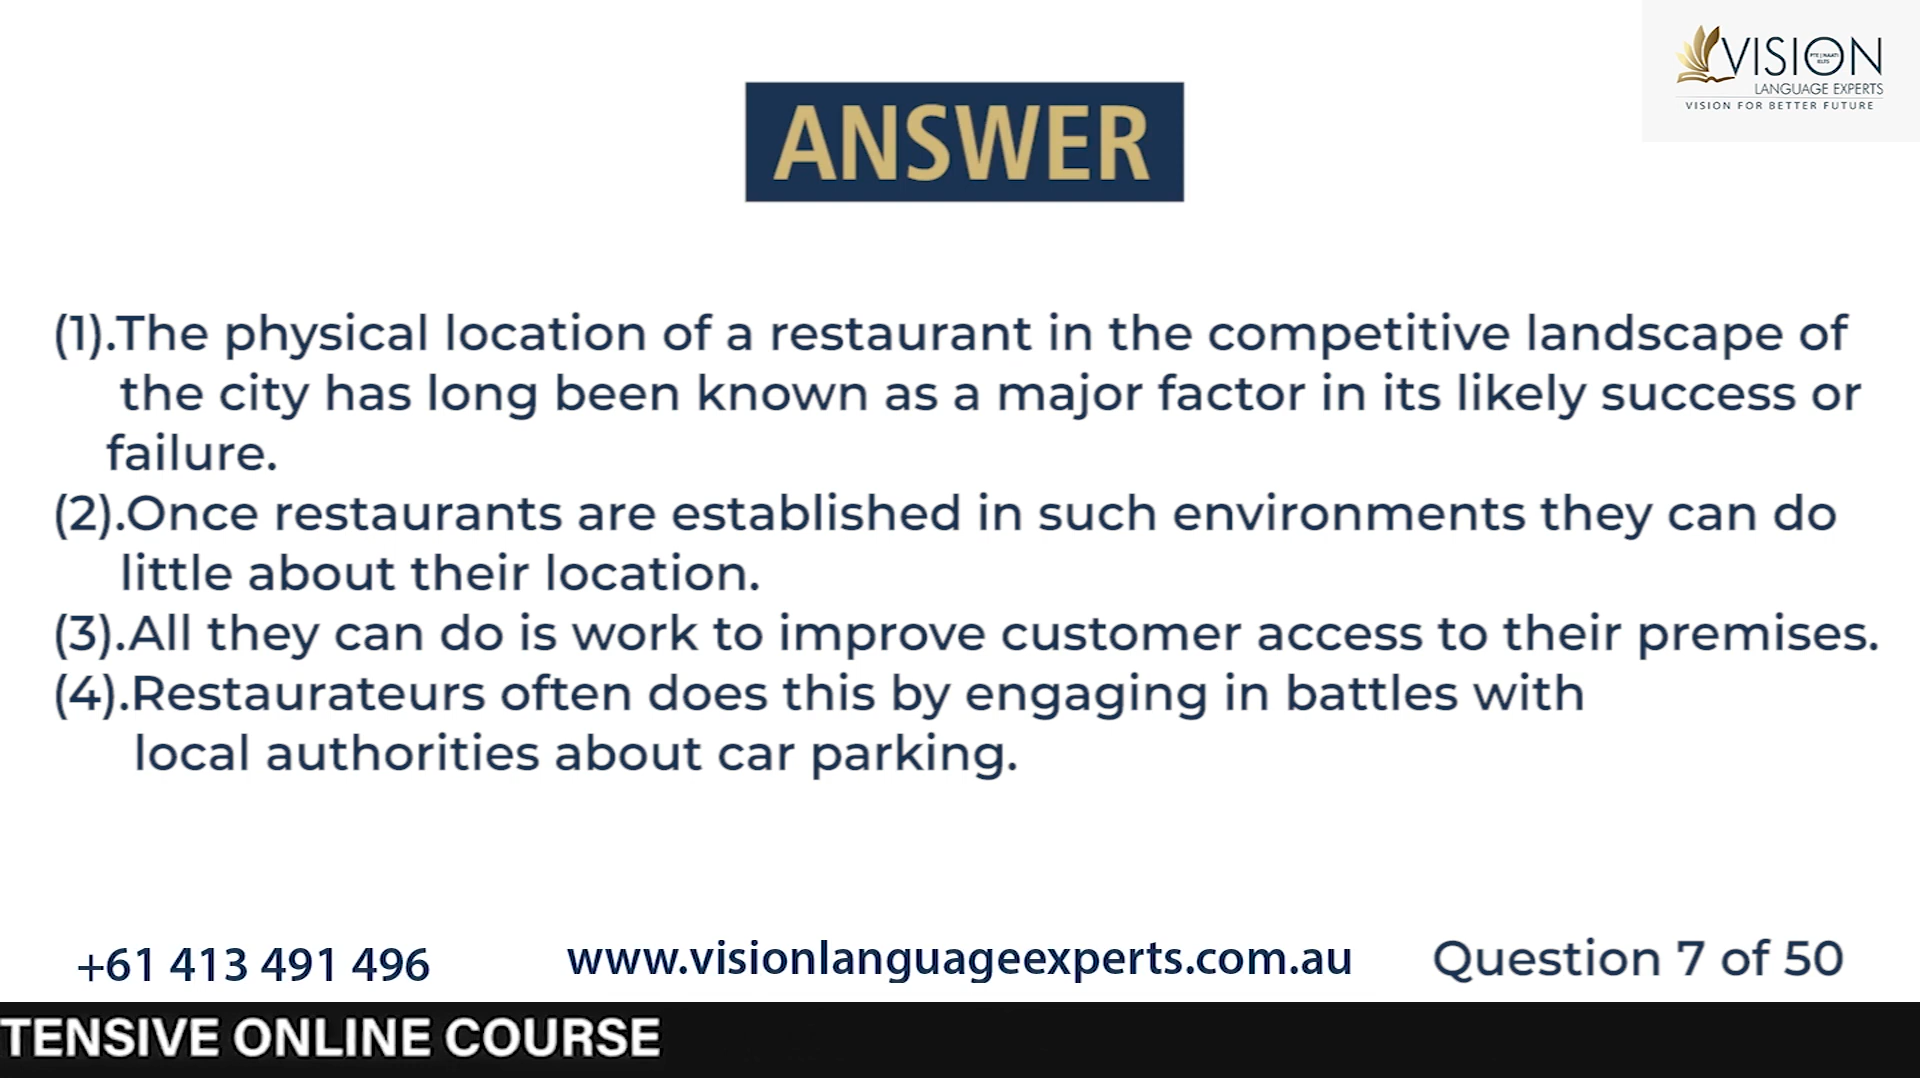 VISION
LANGUAGE EXPERTS
VISION FOR BETTER FUTURE
ANSWER
(1).The physical location of a restaurant in the competitive landscape of
the city has long been known as a major factor in its likely success or
failure.
(2).Once restaurants are established in such environments they can do
little about their location.
(3).All they can do is work to improve customer access to their premises.
(4).Restaurateurs often does this by engaging in battles with
local authorities about car parking.
+61 413 491 496
www.visionlanguageexperts.com.au
Question 7 of 50
TENSIVE ONLINE COURSE